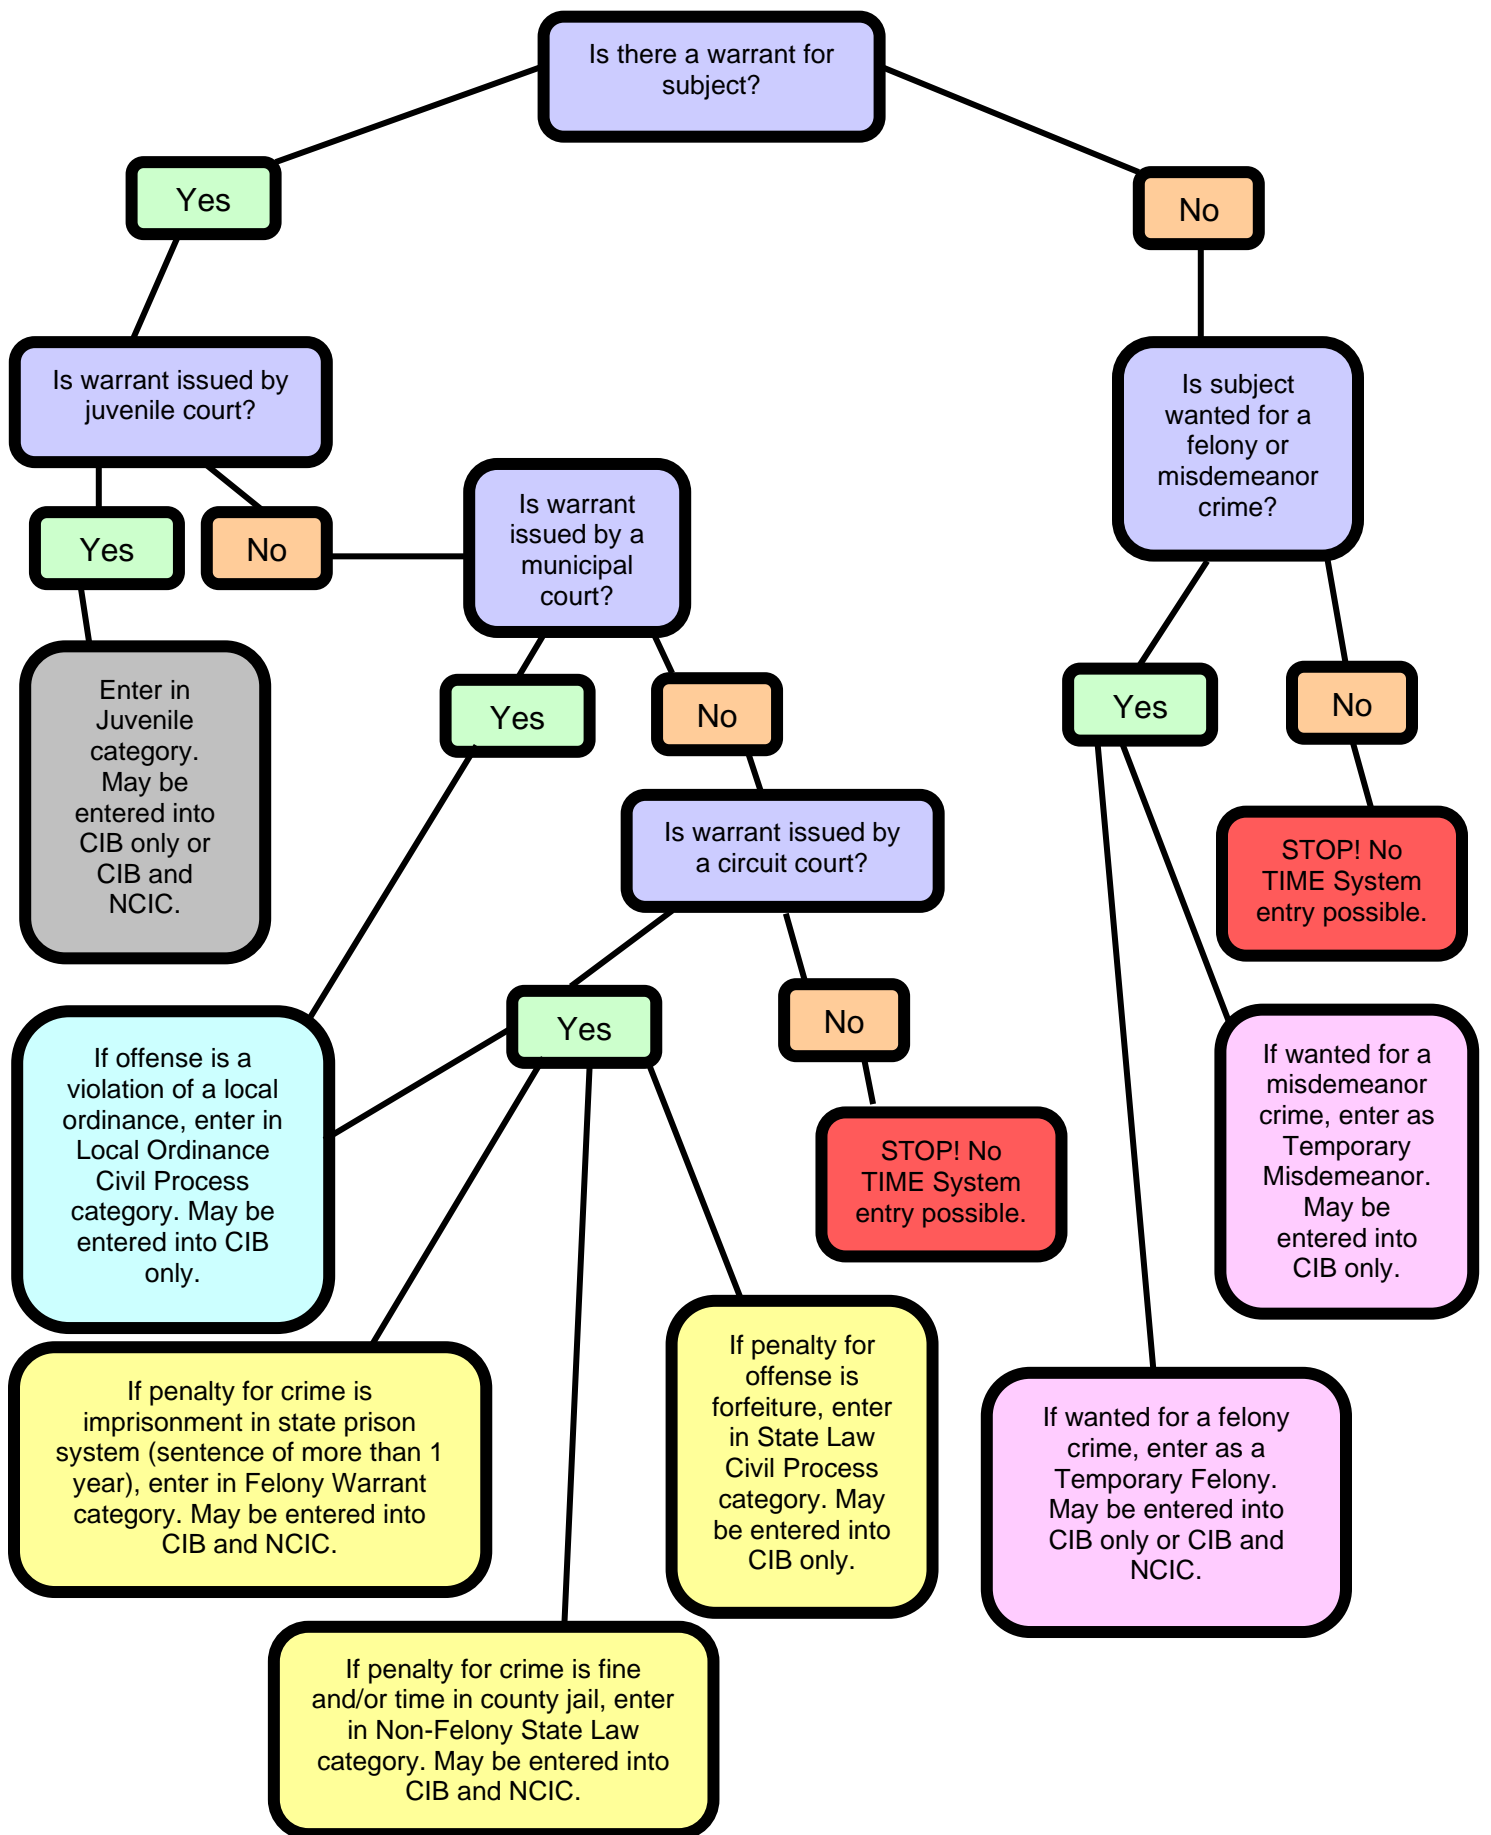 Is there a warrant for
subject?
Yes
No
Is warrant issued by
juvenile court?
Is subject
wanted for a
felony or
misdemeanor
crime?
Yes
No
Is warrant
issued by a
municipal
court?
Enter in
Juvenile
category.
May be
entered into
CIB only or
CIB and
NCIC.
Yes
No
Yes
No
Is warrant issued by
a circuit court?
STOP! No
TIME System
entry possible.
Yes
No
If offense is a
violation of a local
ordinance, enter in
Local Ordinance
Civil Process
category. May be
entered into CIB
only.
STOP! No
TIME System
entry possible.
If wanted for a
misdemeanor
crime, enter as
Temporary
Misdemeanor.
May be
entered into
CIB only.
If penalty for crime is
imprisonment in state prison
system (sentence of more than 1
year), enter in Felony Warrant
category. May be entered into
CIB and NCIC.
If penalty for
offense is
forfeiture, enter
in State Law
Civil Process
category. May
be entered into
CIB only.
If wanted for a felony
crime, enter as a
Temporary Felony.
May be entered into
CIB only or CIB and
NCIC.
If penalty for crime is fine
and/or time in county jail, enter
in Non-Felony State Law
category. May be entered into
CIB and NCIC.